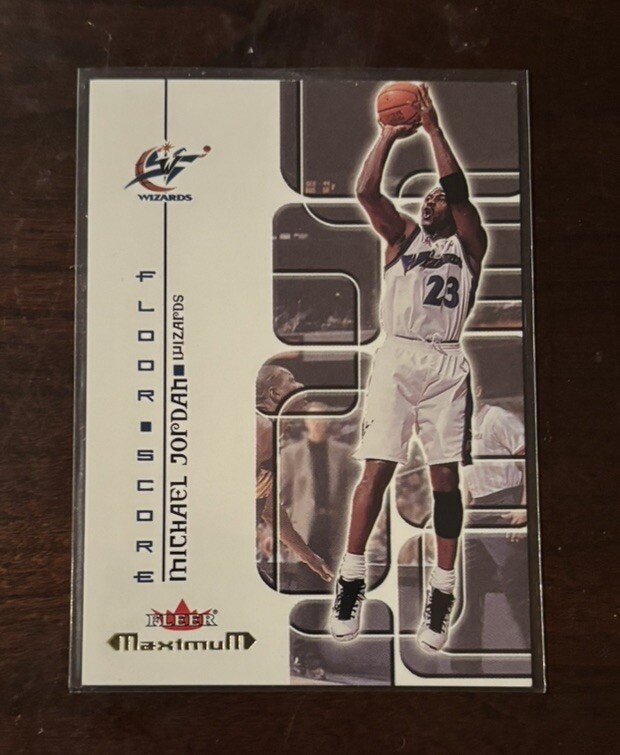 WIZARDS
FLOOR ■ SCORE
MICHAEL JORDAN ■ WIZARDS
23
FLEER®
MaximuM